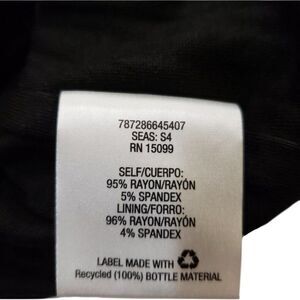 787286645407
SEAS: S4
RN 15099
SELF/CUERPO:
95% RAYON/RAYÓN
5% SPANDEX
LINING/FORRO:
96% RAYON/RAYÓN
4% SPANDEX
LABEL MADE WITH
Recycled (100%) BOTTLE MATERIAL